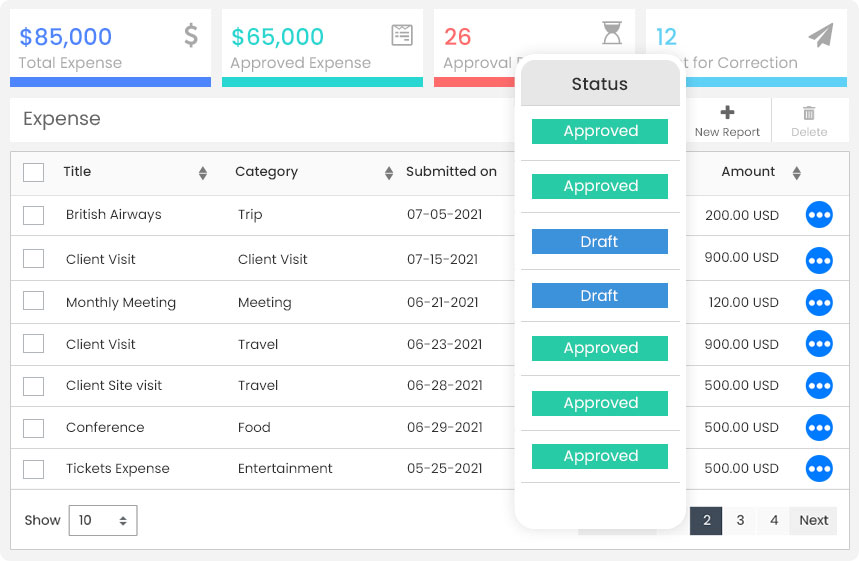 $85,000
Total Expense
$65,000
Approved Expense
26
Approval
12
for Correction
Expense
New Report
Delete
Status
Title Category Submitted on Amount
British Airways Trip 07-05-2021 Approved 200.00 USD
Client Visit Client Visit 07-15-2021 Approved 900.00 USD
Monthly Meeting Meeting 06-21-2021 Draft 120.00 USD
Client Visit Travel 06-23-2021 Draft 900.00 USD
Client Site visit Travel 06-28-2021 Approved 500.00 USD
Conference Food 06-29-2021 Approved 500.00 USD
Tickets Expense Entertainment 05-25-2021 Approved 500.00 USD
Show 10 2 3 4 Next